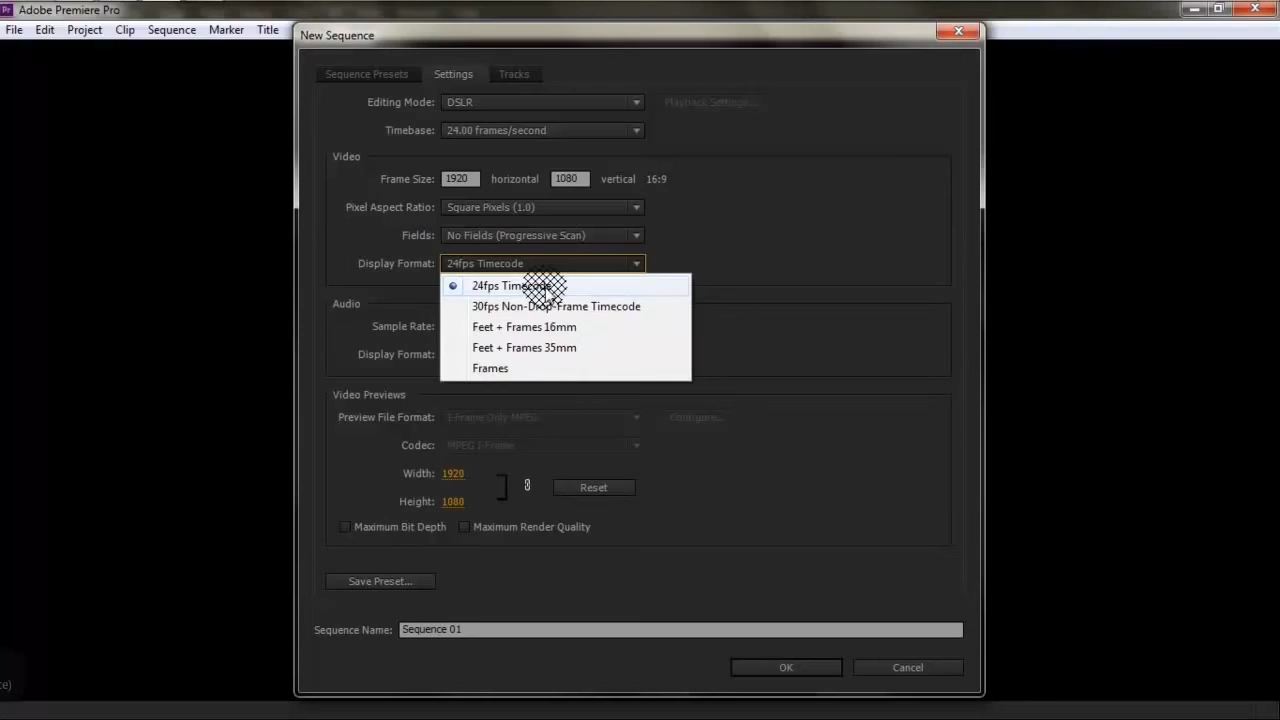 Pr Adobe Premiere Pro
File Edit Project Clip Sequence Marker Title
New Sequence
Sequence Presets Settings Tracks
Editing Mode: DSLR Playback Settings...
Timebase: 24.00 frames/second
Video
Frame Size: 1920 horizontal 1080 vertical 16:9
Pixel Aspect Ratio: Square Pixels (1.0)
Fields: No Fields (Progressive Scan)
Display Format: 24fps Timecode
24fps Timecode
30fps Non-Drop-Frame Timecode
Feet + Frames 16mm
Feet + Frames 35mm
Frames
Audio
Sample Rate:
Display Format:
Video Previews
Preview File Format: I-Frame Only MPEG Configure...
Codec: MPEG I-Frame
Width: 1920
Height: 1080
Reset
Maximum Bit Depth Maximum Render Quality
Save Preset...
Sequence Name: Sequence 01
OK Cancel